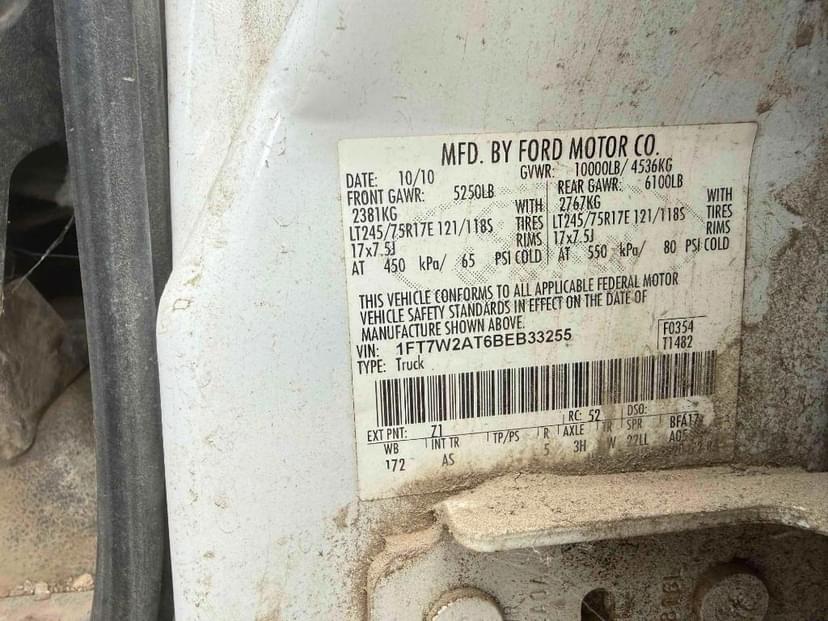 MFD. BY FORD MOTOR CO.
DATE: 10/10 GVWR: 10000LB/ 4536KG
FRONT GAWR: 5250LB REAR GAWR: 6100LB
2381KG WITH 2767KG WITH
LT245/75R17E 121/118S TIRES LT245/75R17E 121/118S TIRES
17x7.5J RIMS 17x7.5J RIMS
AT 450 kPa/ 65 PSI COLD AT 550 kPa/ 80 PSI COLD
THIS VEHICLE CONFORMS TO ALL APPLICABLE FEDERAL MOTOR
VEHICLE SAFETY STANDARDS IN EFFECT ON THE DATE OF
MANUFACTURE SHOWN ABOVE.
VIN: 1FT7W2AT6BEB33255 F0354
TYPE: Truck T1482
EXT PNT: 71 RC: 52 DSO:
WB INT TR TP/PS R AXLE TR SPR BFA17
172 AS 5 3H W 22LL